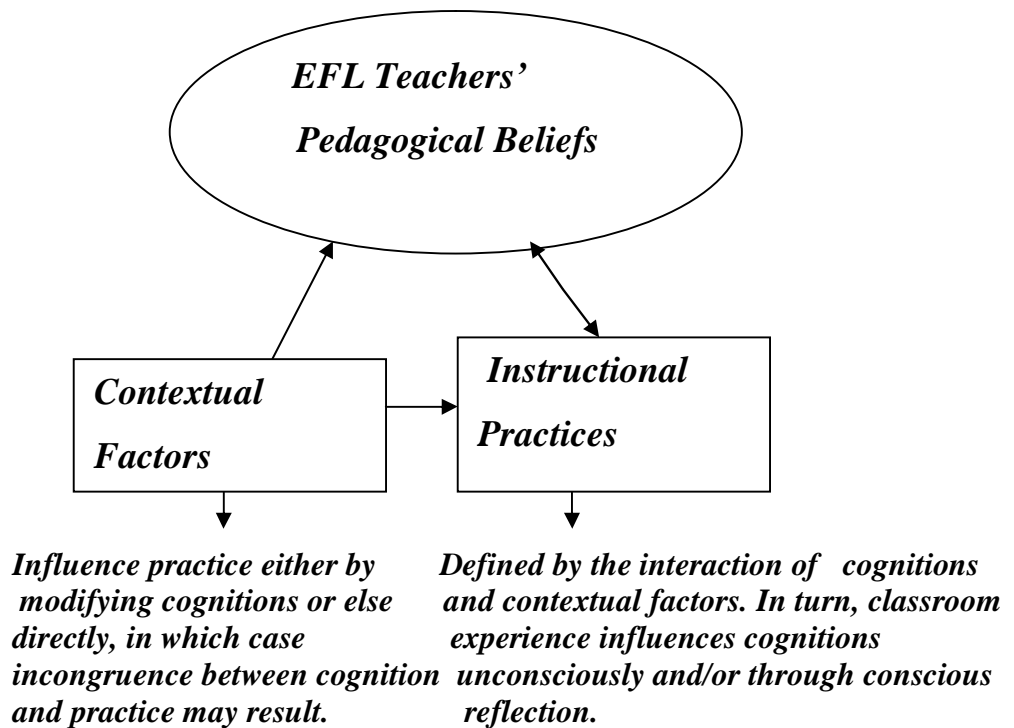 EFL Teachers’
Pedagogical Beliefs
Contextual
Factors
Instructional
Practices
Influence practice either by
modifying cognitions or else
directly, in which case
incongruence between cognition
and practice may result.
Defined by the interaction of cognitions
and contextual factors. In turn, classroom
experience influences cognitions
unconsciously and/or through conscious
reflection.